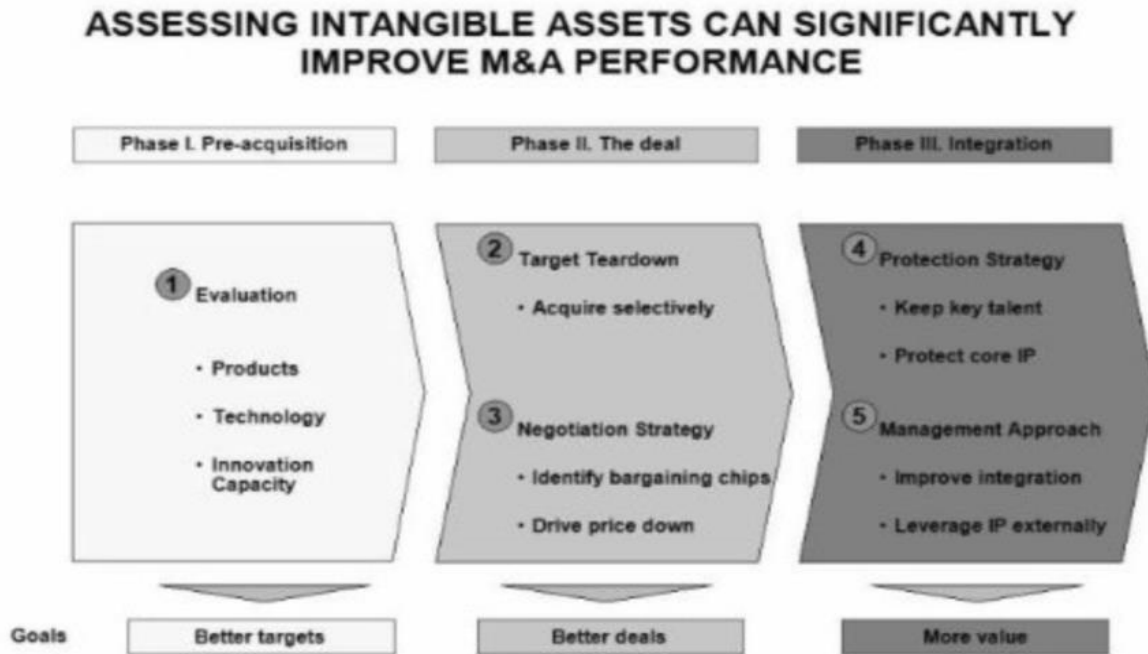 ASSESSING INTANGIBLE ASSETS CAN SIGNIFICANTLY
IMPROVE M&A PERFORMANCE
Phase I. Pre-acquisition
Phase II. The deal
Phase III. Integration
1 Evaluation
• Products
• Technology
• Innovation
Capacity
2 Target Teardown
• Acquire selectively
3 Negotiation Strategy
• Identify bargaining chips
• Drive price down
4 Protection Strategy
• Keep key talent
• Protect core IP
5 Management Approach
• Improve integration
• Leverage IP externally
Goals
Better targets
Better deals
More value